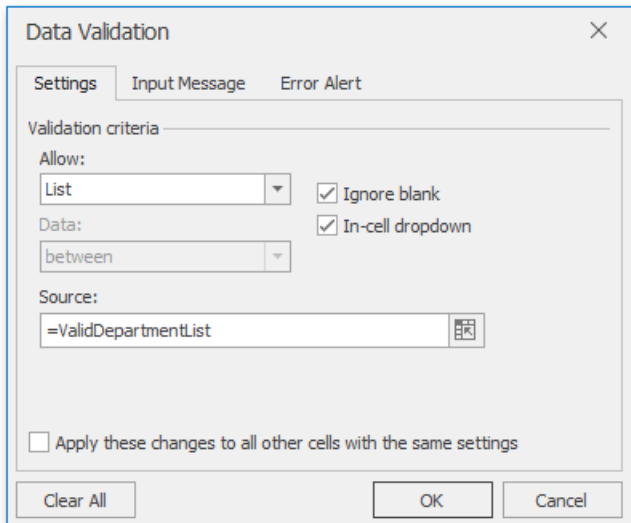 Data Validation
Settings Input Message Error Alert
Validation criteria
Allow:
List
Ignore blank
Data:
In-cell dropdown
between
Source:
=ValidDepartmentList
Apply these changes to all other cells with the same settings
Clear All OK Cancel